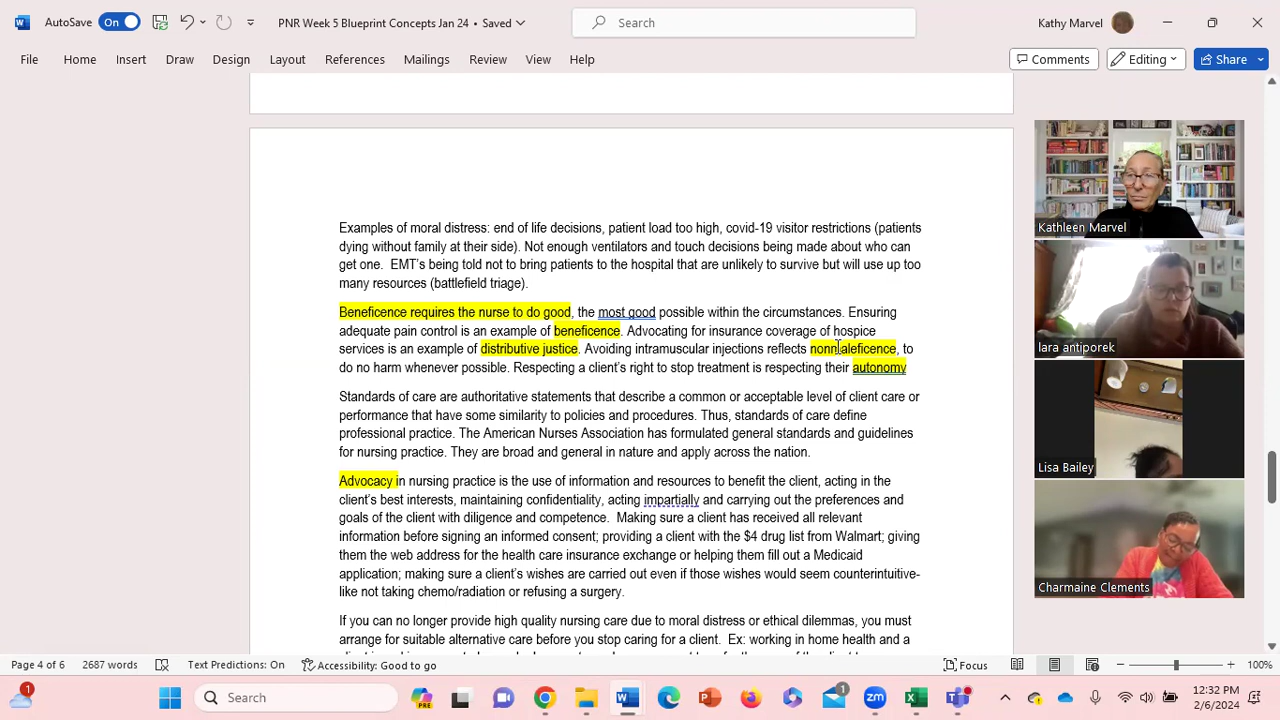 AutoSave On PNR Week 5 Blueprint Concepts Jan 24 • Saved Search Kathy Marvel
File Home Insert Draw Design Layout References Mailings Review View Help Comments Editing Share
Examples of moral distress: end of life decisions, patient load too high, covid-19 visitor restrictions (patients
dying without family at their side). Not enough ventilators and touch decisions being made about who can
get one. EMT's being told not to bring patients to the hospital that are unlikely to survive but will use up too
many resources (battlefield triage).
Beneficence requires the nurse to do good, the most good possible within the circumstances. Ensuring
adequate pain control is an example of beneficence. Advocating for insurance coverage of hospice
services is an example of distributive justice. Avoiding intramuscular injections reflects nonmaleficence, to
do no harm whenever possible. Respecting a client's right to stop treatment is respecting their autonomy
Standards of care are authoritative statements that describe a common or acceptable level of client care or
performance that have some similarity to policies and procedures. Thus, standards of care define
professional practice. The American Nurses Association has formulated general standards and guidelines
for nursing practice. They are broad and general in nature and apply across the nation.
Advocacy in nursing practice is the use of information and resources to benefit the client, acting in the
client's best interests, maintaining confidentiality, acting impartially and carrying out the preferences and
goals of the client with diligence and competence. Making sure a client has received all relevant
information before signing an informed consent; providing a client with the $4 drug list from Walmart; giving
them the web address for the health care insurance exchange or helping them fill out a Medicaid
application; making sure a client's wishes are carried out even if those wishes would seem counterintuitive-
like not taking chemo/radiation or refusing a surgery.
If you can no longer provide high quality nursing care due to moral distress or ethical dilemmas, you must
arrange for suitable alternative care before you stop caring for a client. Ex: working in home health and a
Kathleen Marvel
lara antiporek
Lisa Bailey
Charmaine Clements
Page 4 of 6 2687 words Text Predictions: On Accessibility: Good to go Focus 100%
1 Search PRE 1 12:32 PM
2/6/2024